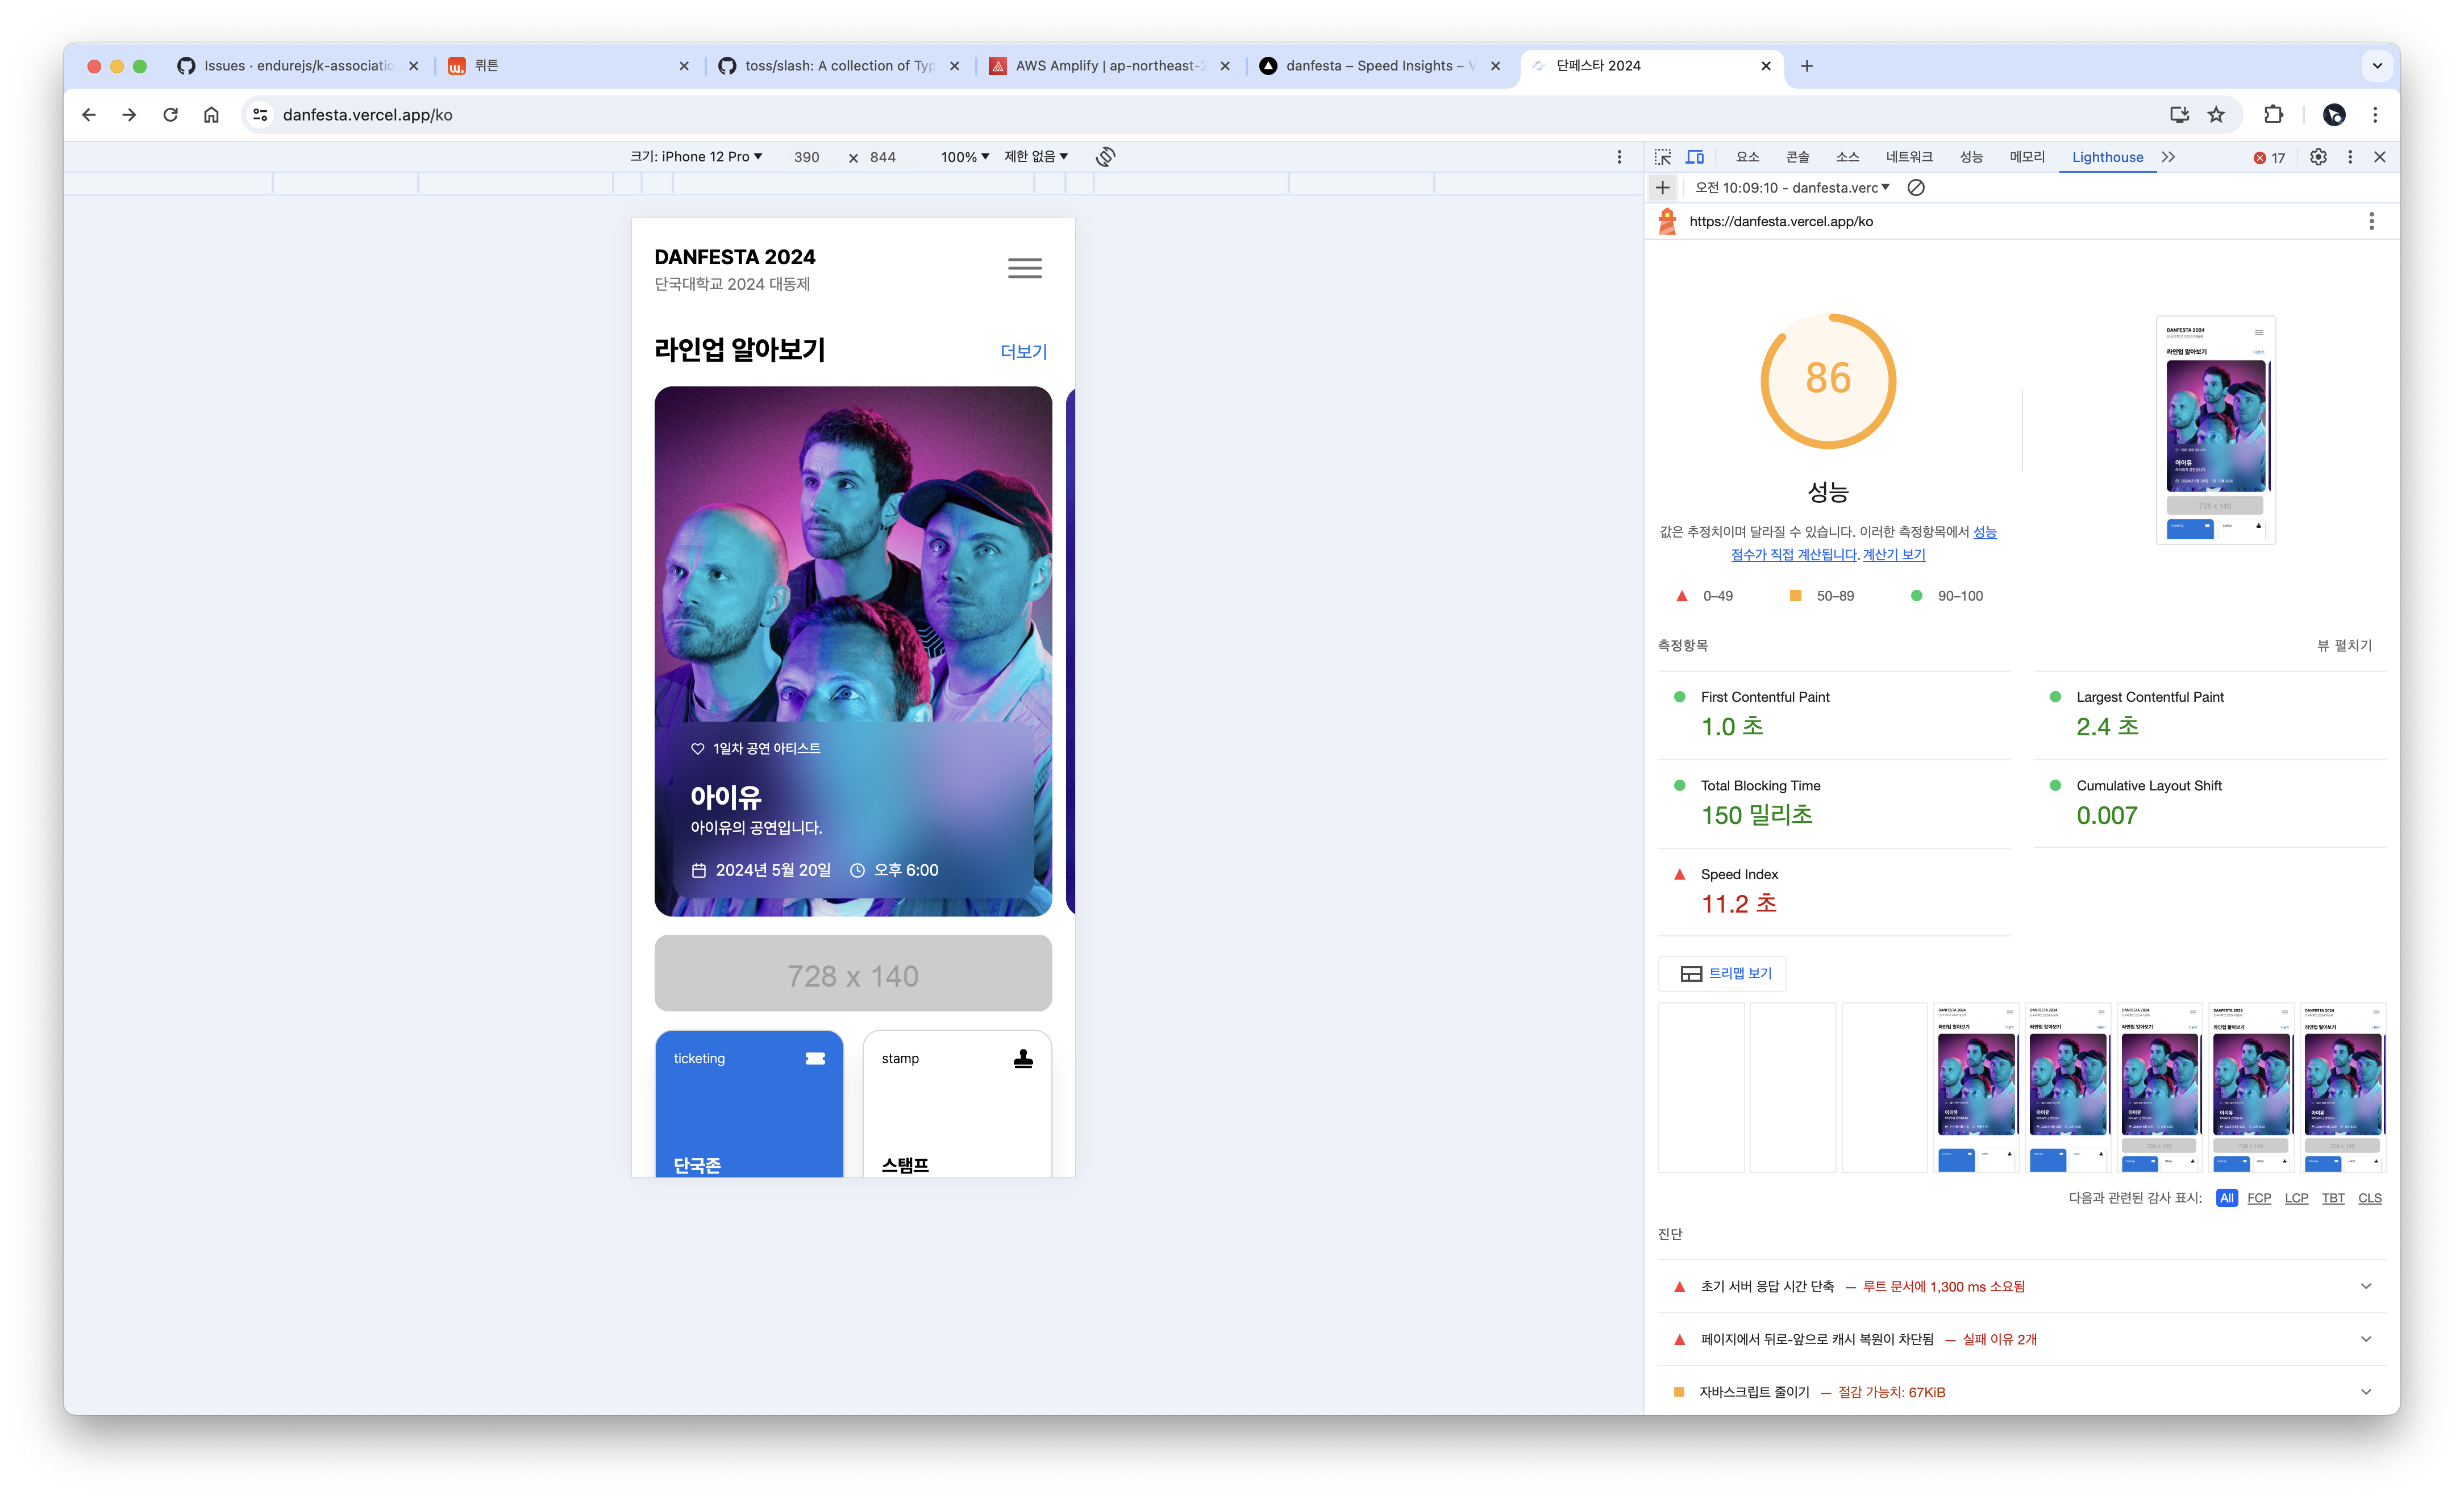 Issues · endurejs/k-associatio
뤼튼
toss/slash: A collection of Typ
AWS Amplify | ap-northeast-2
danfesta – Speed Insights – V
단페스타 2024
danfesta.vercel.app/ko
크기: iPhone 12 Pro
390
×
844
100%
제한 없음
요소
콘솔
소스
네트워크
성능
메모리
Lighthouse
17
오전 10:09:10 - danfesta.verc
https://danfesta.vercel.app/ko
DANFESTA 2024
단국대학교 2024 대동제
라인업 알아보기
더보기
1일차 공연 아티스트
아이유
아이유의 공연입니다.
2024년 5월 20일
오후 6:00
728 x 140
ticketing
단국존
stamp
스탬프
86
성능
값은 추정치이며 달라질 수 있습니다. 이러한 측정항목에서 성능
점수가 직접 계산됩니다. 계산기 보기
0–49
50–89
90–100
DANFESTA 2024
라인업 알아보기
아이유
728 x 140
측정항목
뷰 펼치기
First Contentful Paint
1.0 초
Largest Contentful Paint
2.4 초
Total Blocking Time
150 밀리초
Cumulative Layout Shift
0.007
Speed Index
11.2 초
트리맵 보기
다음과 관련된 감사 표시:
All
FCP
LCP
TBT
CLS
진단
초기 서버 응답 시간 단축 — 루트 문서에 1,300 ms 소요됨
페이지에서 뒤로-앞으로 캐시 복원이 차단됨 — 실패 이유 2개
자바스크립트 줄이기 — 절감 가능치: 67KiB